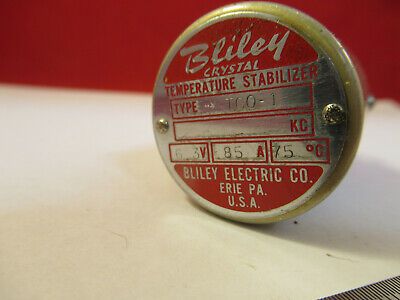 Bliley
CRYSTAL
TEMPERATURE STABILIZER
TYPE TCO-1
KC
6.3V .85 A 75 °C
BLILEY ELECTRIC CO.
ERIE PA.
U.S.A.